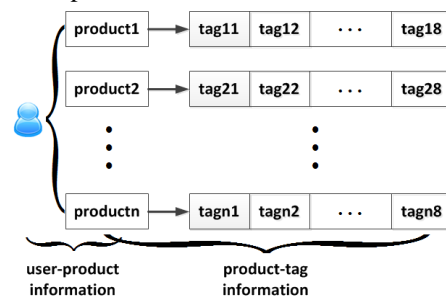 product1 tag11 tag12 ... tag18
product2 tag21 tag22 ... tag28
productn tagn1 tagn2 ... tagn8
user-product product-tag
information information